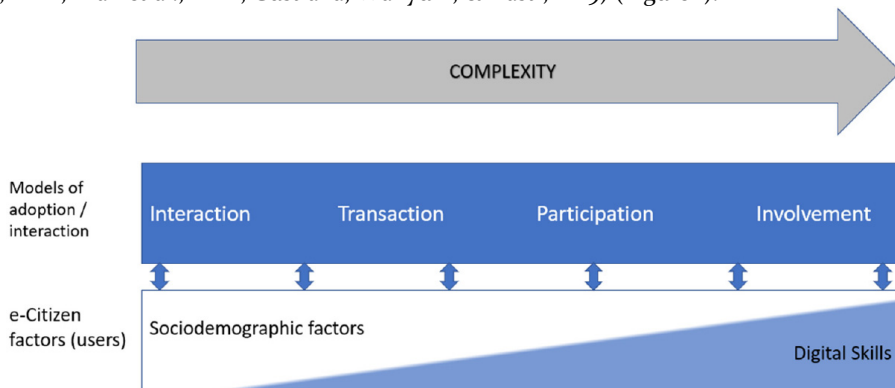 COMPLEXITY
Models of
adoption /
interaction
Interaction Transaction Participation Involvement
e-Citizen
factors (users)
Sociodemographic factors
Digital Skills